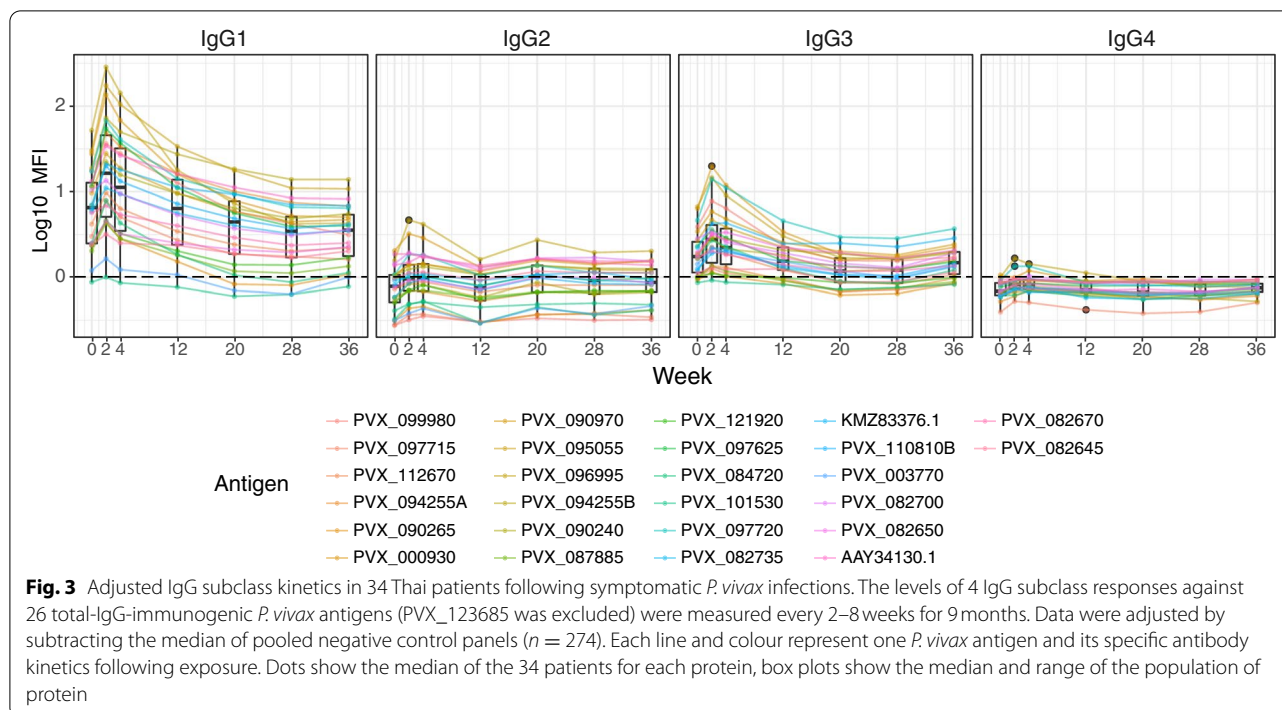 IgG1 IgG2 IgG3 IgG4
Log10 MFI
2
1
0
0 2 4 12 20 28 36 0 2 4 12 20 28 36 0 2 4 12 20 28 36 0 2 4 12 20 28 36
Week
Antigen
PVX_099980 PVX_090970 PVX_121920 KMZ83376.1 PVX_082670
PVX_097715 PVX_095055 PVX_097625 PVX_110810B PVX_082645
PVX_112670 PVX_096995 PVX_084720 PVX_003770
PVX_094255A PVX_094255B PVX_101530 PVX_082700
PVX_090265 PVX_090240 PVX_097720 PVX_082650
PVX_000930 PVX_087885 PVX_082735 AAY34130.1
Fig. 3 Adjusted IgG subclass kinetics in 34 Thai patients following symptomatic P. vivax infections. The levels of 4 IgG subclass responses against
26 total-IgG-immunogenic P. vivax antigens (PVX_123685 was excluded) were measured every 2–8 weeks for 9 months. Data were adjusted by
subtracting the median of pooled negative control panels (n = 274). Each line and colour represent one P. vivax antigen and its specific antibody
kinetics following exposure. Dots show the median of the 34 patients for each protein, box plots show the median and range of the population of
protein